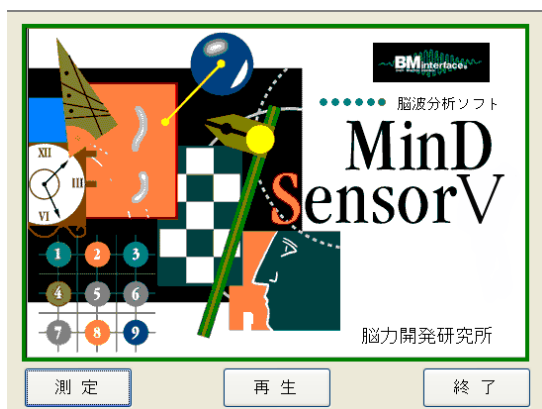 BMinterface
●●●●●● 脳波分析ソフト
MinD
SensorV
XII
III
VI
1 2 3
4 5 6
7 8 9
脳力開発研究所
測 定 再 生 終 了